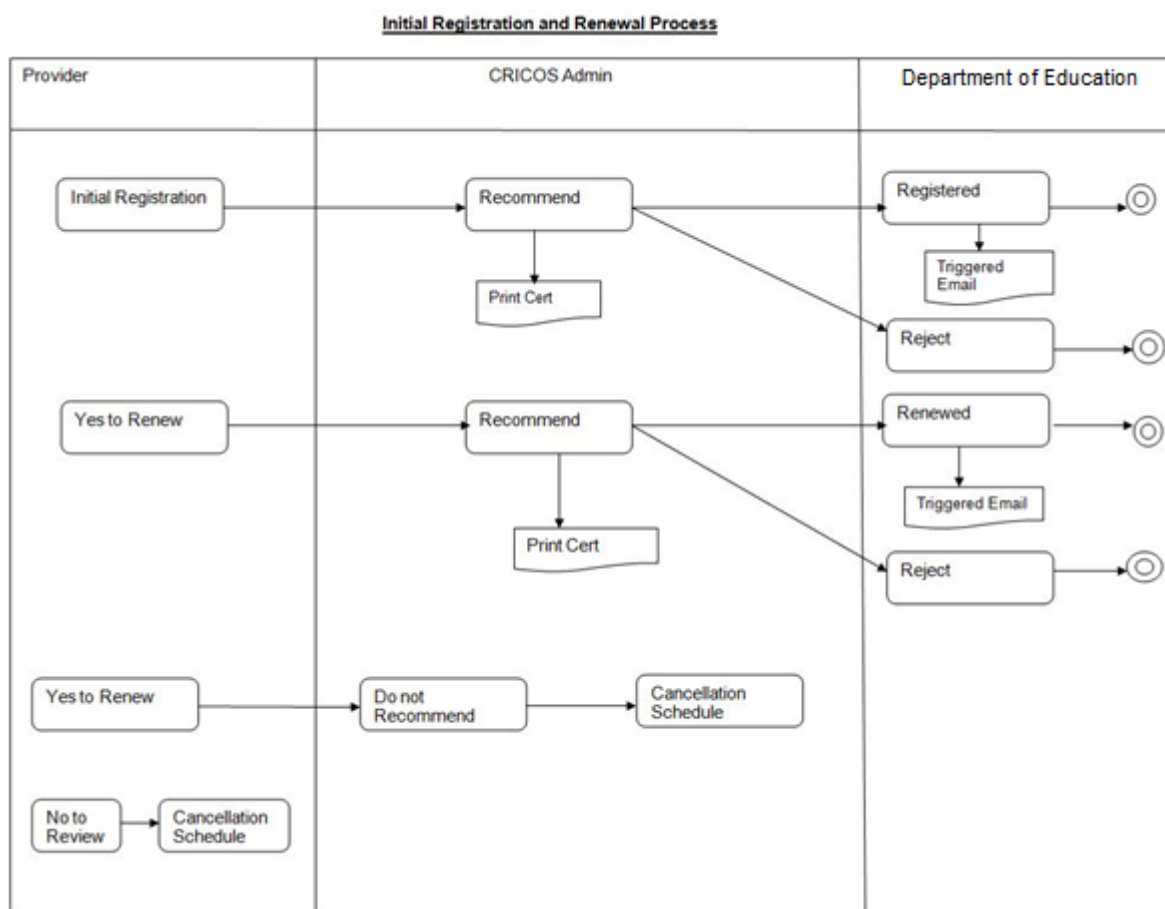 Initial Registration and Renewal Process
Provider
CRICOS Admin
Department of Education
Initial Registration
Recommend
Registered
Print Cert
Triggered
Email
Reject
Yes to Renew
Recommend
Renewed
Triggered Email
Print Cert
Reject
Yes to Renew
Do not
Recommend
Cancellation
Schedule
No to
Review
Cancellation
Schedule